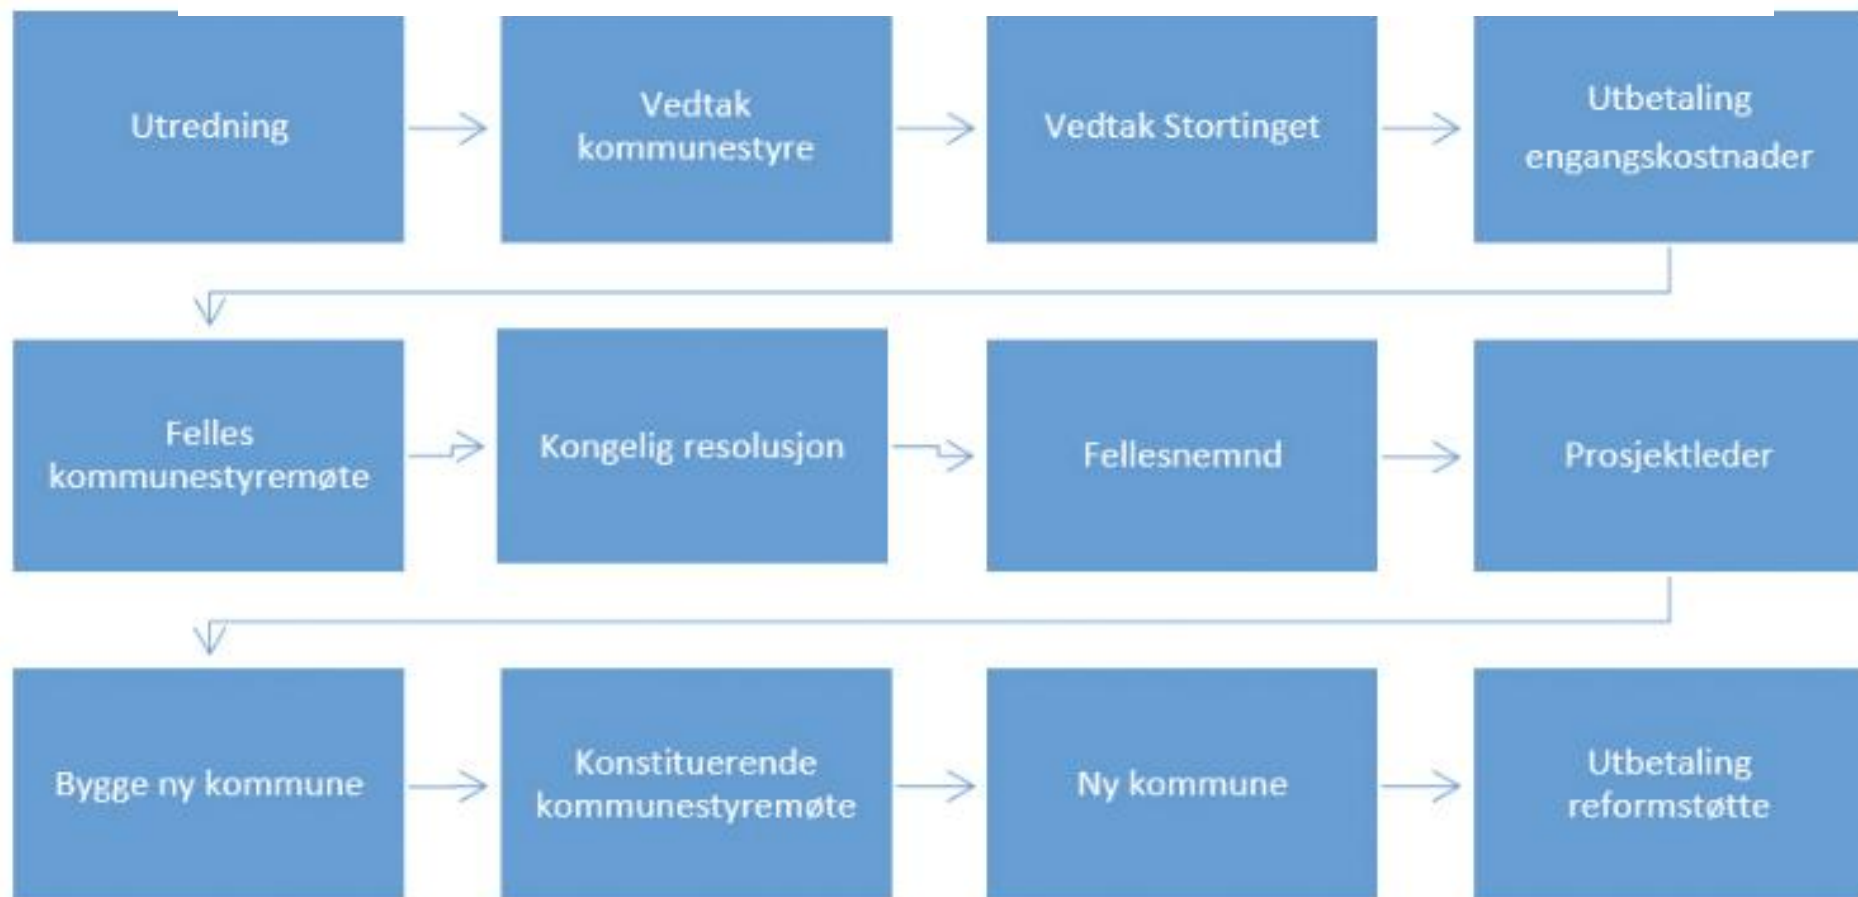 Utredning
Vedtak
kommunestyre
Vedtak Stortinget
Utbetaling
engangskostnader
Felles
kommunestyremøte
Kongelig resolusjon
Fellesnemnd
Prosjektleder
Bygge ny kommune
Konstituerende
kommunestyremøte
Ny kommune
Utbetaling
reformstøtte